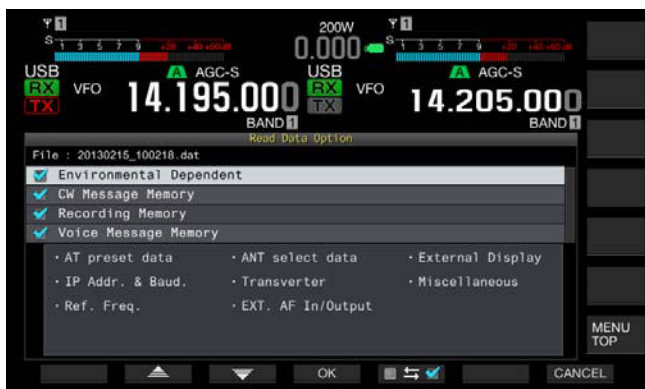 1 200W 1
S 1 3 5 7 9 +20 +40 +60dB 0.000 S 1 3 5 7 9 +20 +40 +60dB
USB A AGC-S USB A AGC-S
RX VFO 14.195.000 RX VFO 14.205.000
TX TX
BAND 1 BAND 1
Read Data Option
File : 20130215_100218.dat
Environmental Dependent
CW Message Memory
Recording Memory
Voice Message Memory
・AT preset data ・ANT select data ・External Display
・IP Addr. & Baud. ・Transverter ・Miscellaneous
・Ref. Freq. ・EXT. AF In/Output
MENU
TOP
OK CANCEL